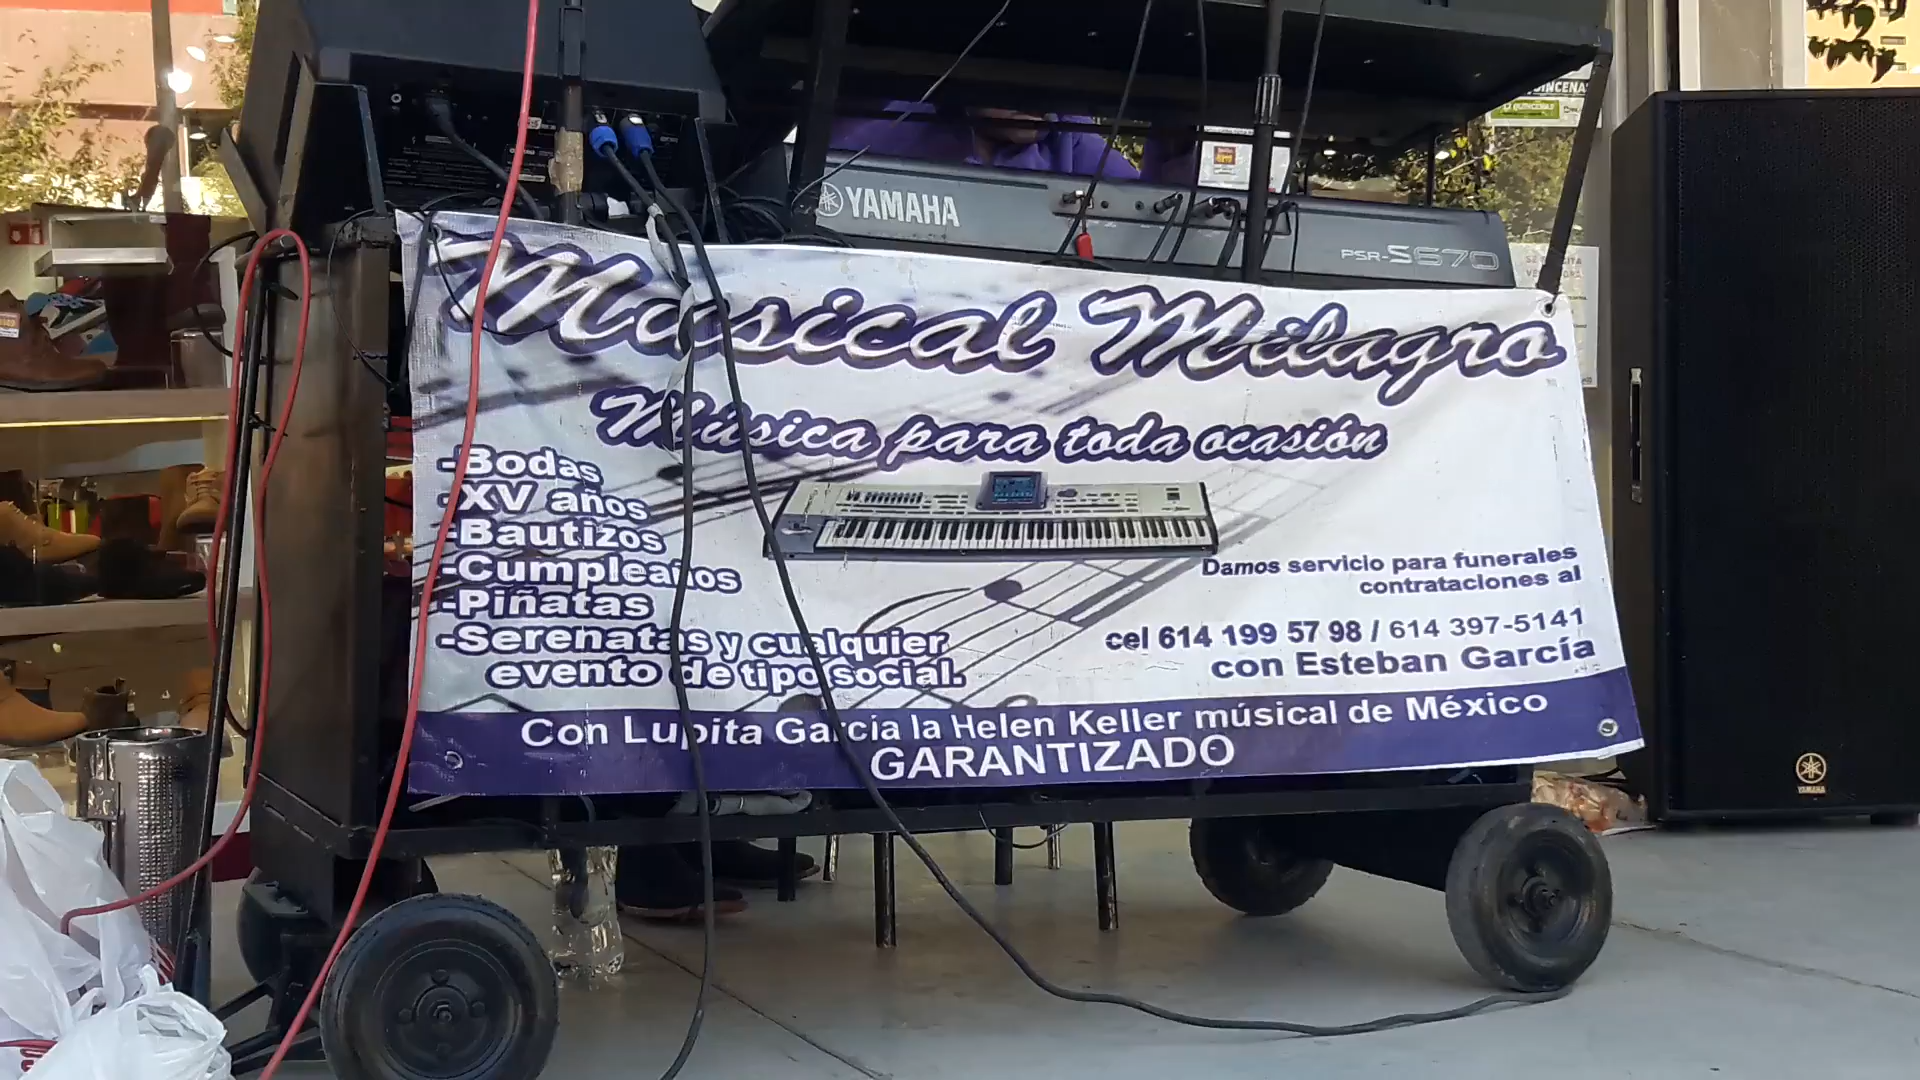 QUINCENA
QUINCENAS
YAMAHA
PSR-S670
Musical Milagro
Música para toda ocasión
-Bodas
-XV años
-Bautizos
-Cumpleaños
-Piñatas
-Serenatas y cualquier
evento de tipo social.
Damos servicio para funerales
contrataciones al
cel 614 199 57 98 / 614 397-5141
con Esteban García
Con Lupita García la Helen Keller músical de México
GARANTIZADO
YAMAHA